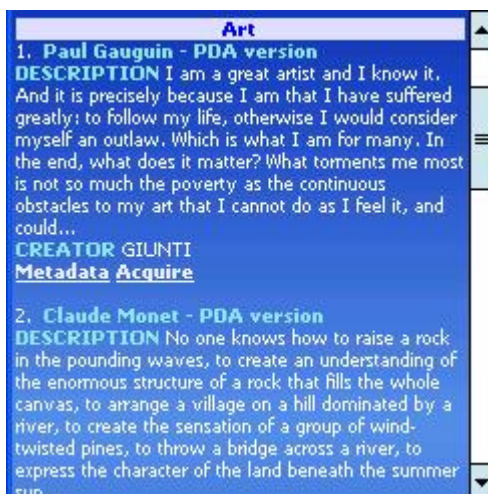 Art
1. Paul Gauguin - PDA version
DESCRIPTION I am a great artist and I know it.
And it is precisely because I am that I have suffered
greatly: to follow my life, otherwise I would consider
myself an outlaw. Which is what I am for many. In
the end, what does it matter? What torments me most
is not so much the poverty as the continuous
obstacles to my art that I cannot do as I feel it, and
could...
CREATOR GIUNTI
Metadata Acquire
2. Claude Monet - PDA version
DESCRIPTION No one knows how to raise a rock
in the pounding waves, to create an understanding of
the enormous structure of a rock that fills the whole
canvas, to arrange a village on a hill dominated by a
river, to create the sensation of a group of wind-
twisted pines, to throw a bridge across a river, to
express the character of the land beneath the summer
sun